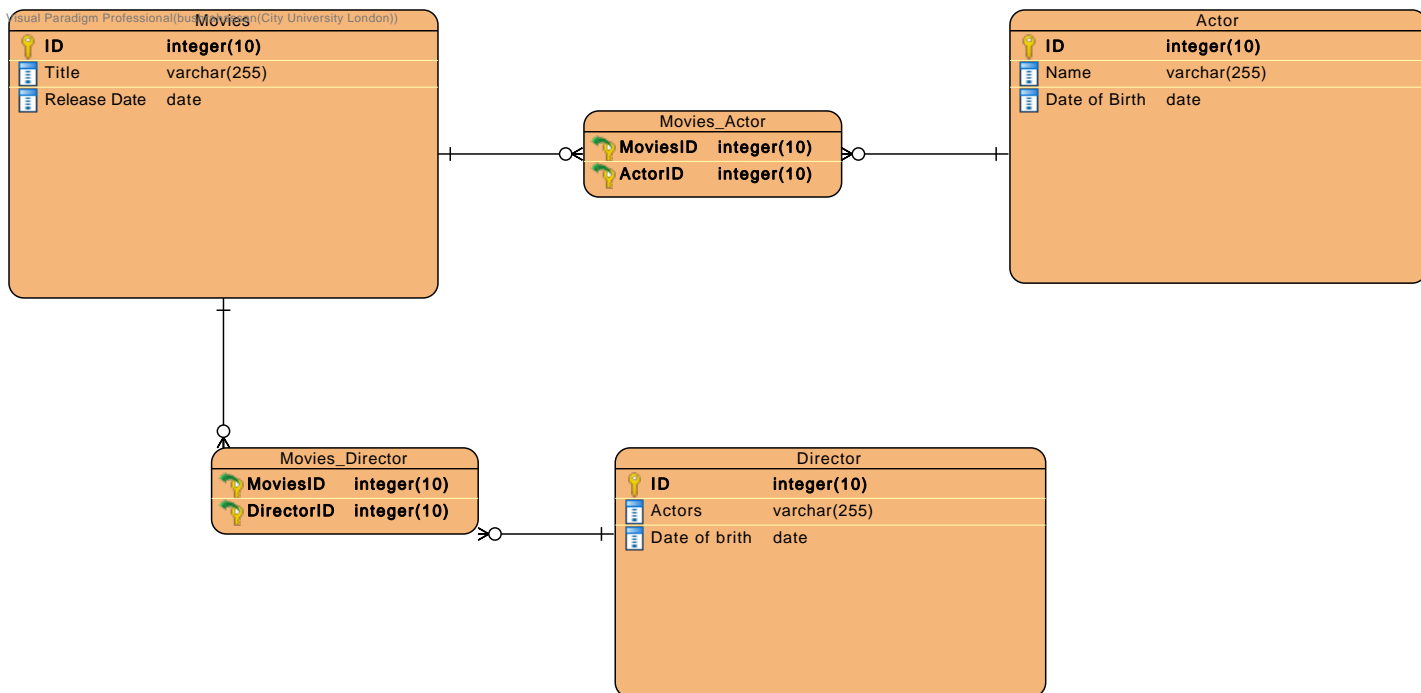 Visual Paradigm Professional( (City University London))
Movies
ID integer(10)
Title varchar(255)
Release Date date
Actor
ID integer(10)
Name varchar(255)
Date of Birth date
Movies_Actor
MoviesID integer(10)
ActorID integer(10)
Movies_Director
MoviesID integer(10)
DirectorID integer(10)
Director
ID integer(10)
Actors varchar(255)
Date of brith date